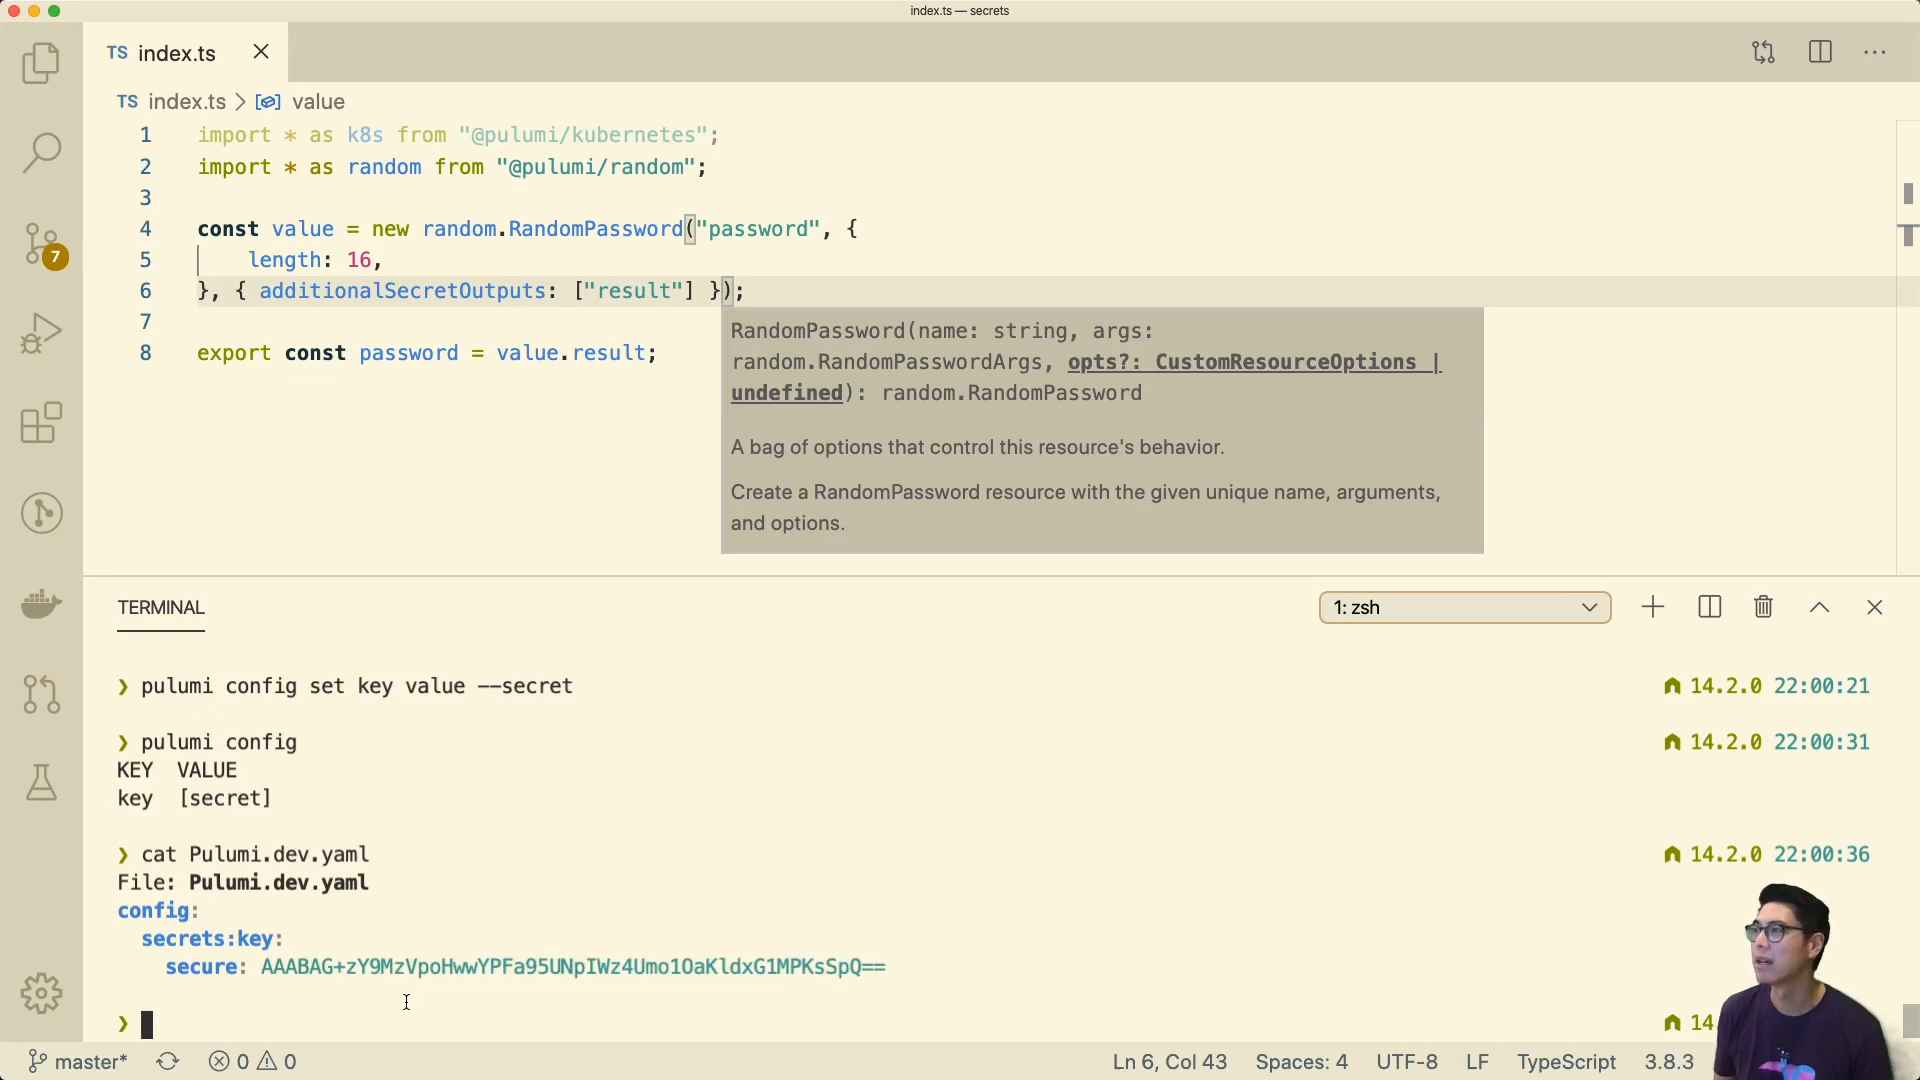 index.ts — secrets
TS index.ts
TS index.ts > value
1 import * as k8s from "@pulumi/kubernetes";
2 import * as random from "@pulumi/random";
3
4 const value = new random.RandomPassword("password", {
5 length: 16,
6 }, { additionalSecretOutputs: ["result"] });
7
8 export const password = value.result;
RandomPassword(name: string, args:
random.RandomPasswordArgs, opts?: CustomResourceOptions |
undefined): random.RandomPassword
A bag of options that control this resource's behavior.
Create a RandomPassword resource with the given unique name, arguments,
and options.
7
TERMINAL
1: zsh
❯ pulumi config set key value --secret 14.2.0 22:00:21
❯ pulumi config 14.2.0 22:00:31
KEY VALUE
key [secret]
❯ cat Pulumi.dev.yaml 14.2.0 22:00:36
File: Pulumi.dev.yaml
config:
secrets:key:
secure: AAABAG+zY9MzVpoHwwYPFa95UNpIWz4Umo1OaKldxG1MPKsSpQ==
❯ 14
master* 0 0 Ln 6, Col 43 Spaces: 4 UTF-8 LF TypeScript 3.8.3